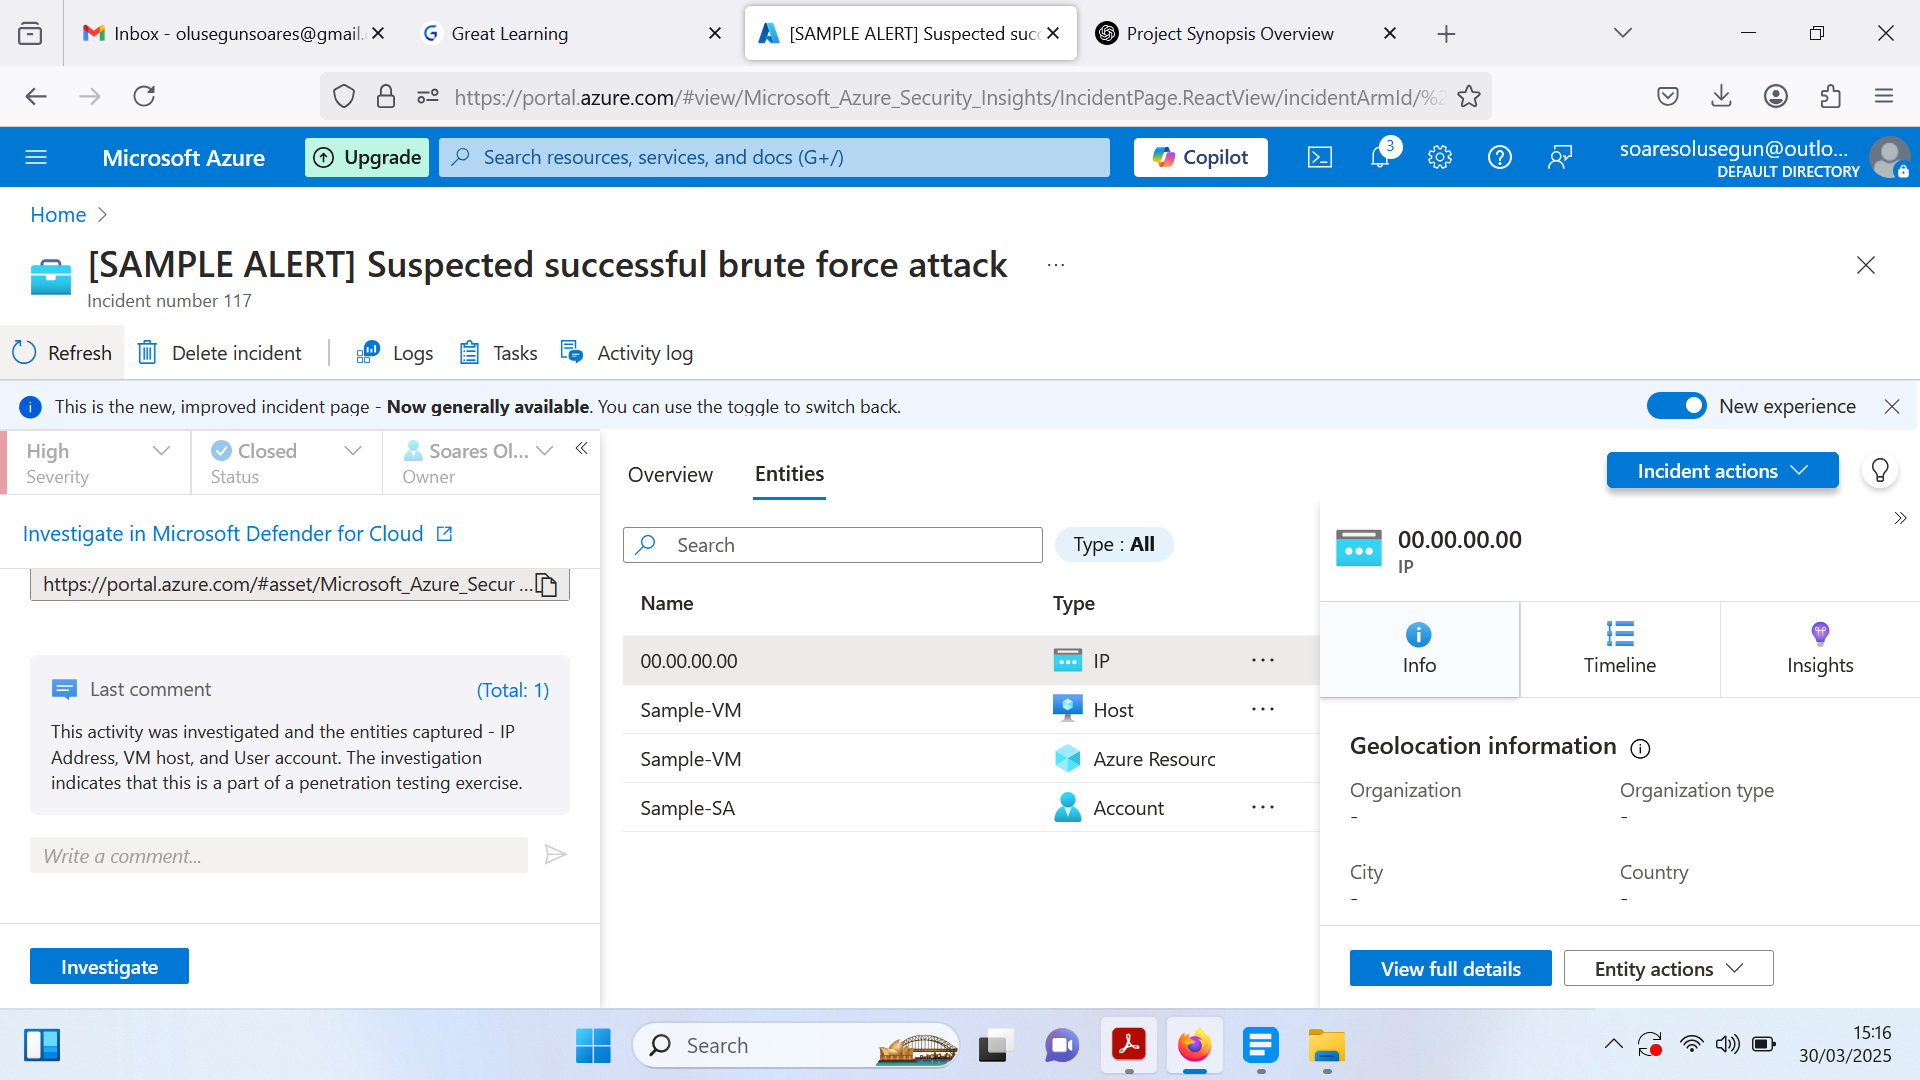 Inbox - olusegunsoares@gmail.
Great Learning
[SAMPLE ALERT] Suspected succ
Project Synopsis Overview
https://portal.azure.com/#view/Microsoft_Azure_Security_Insights/IncidentPage.ReactView/incidentArmId/%2
Microsoft Azure
Upgrade
Search resources, services, and docs (G+/)
Copilot
3
soaresolusegun@outlo...
DEFAULT DIRECTORY
Home
[SAMPLE ALERT] Suspected successful brute force attack
...
Incident number 117
Refresh
Delete incident
Logs
Tasks
Activity log
This is the new, improved incident page - Now generally available. You can use the toggle to switch back.
New experience
High
Severity
Closed
Status
Soares Ol...
Owner
Investigate in Microsoft Defender for Cloud
https://portal.azure.com/#asset/Microsoft_Azure_Secur ...
Last comment
(Total: 1)
This activity was investigated and the entities captured - IP
Address, VM host, and User account. The investigation
indicates that this is a part of a penetration testing exercise.
Write a comment...
Investigate
Overview
Entities
Incident actions
Search
Type : All
Name
Type
00.00.00.00
IP
Sample-VM
Host
Sample-VM
Azure Resourc
Sample-SA
Account
00.00.00.00
IP
Info
Timeline
Insights
Geolocation information
Organization
-
Organization type
-
City
-
Country
-
View full details
Entity actions
Search
15:16
30/03/2025